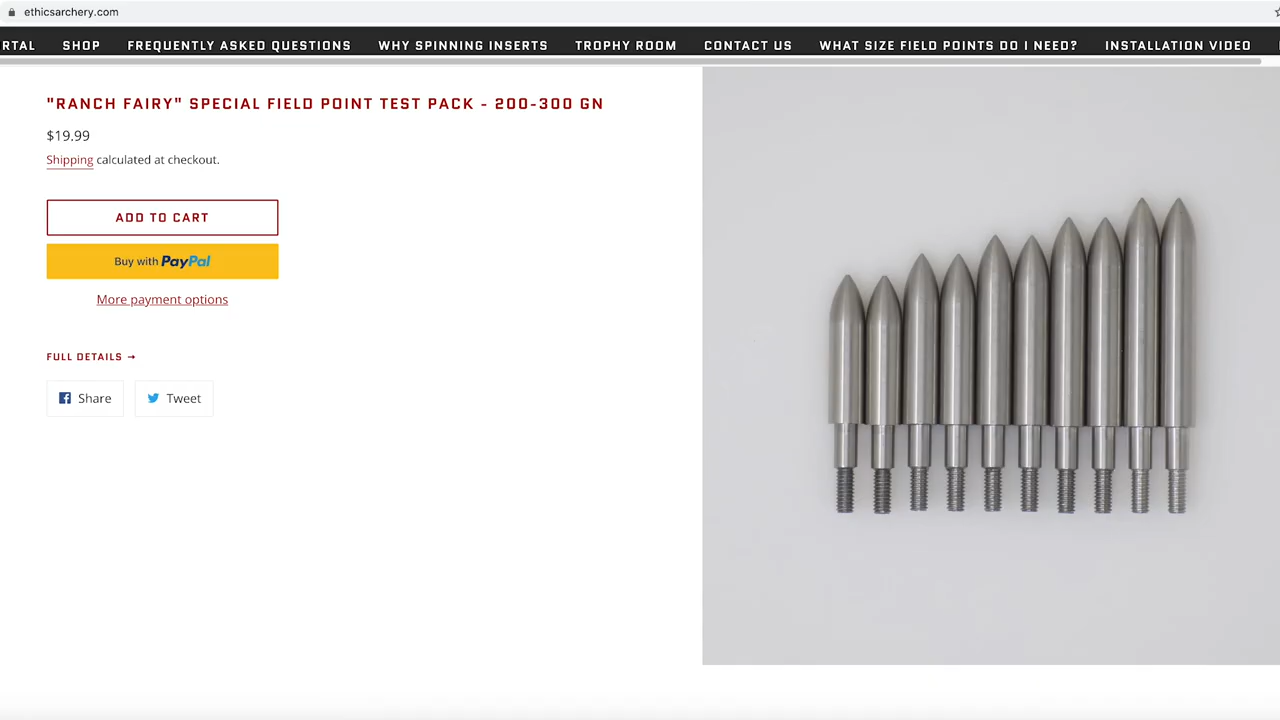 ethicsarchery.com
RTAL SHOP FREQUENTLY ASKED QUESTIONS WHY SPINNING INSERTS TROPHY ROOM CONTACT US WHAT SIZE FIELD POINTS DO I NEED? INSTALLATION VIDEO
"RANCH FAIRY" SPECIAL FIELD POINT TEST PACK - 200-300 GN
$19.99
Shipping calculated at checkout.
ADD TO CART
Buy with PayPal
More payment options
FULL DETAILS →
Share Tweet